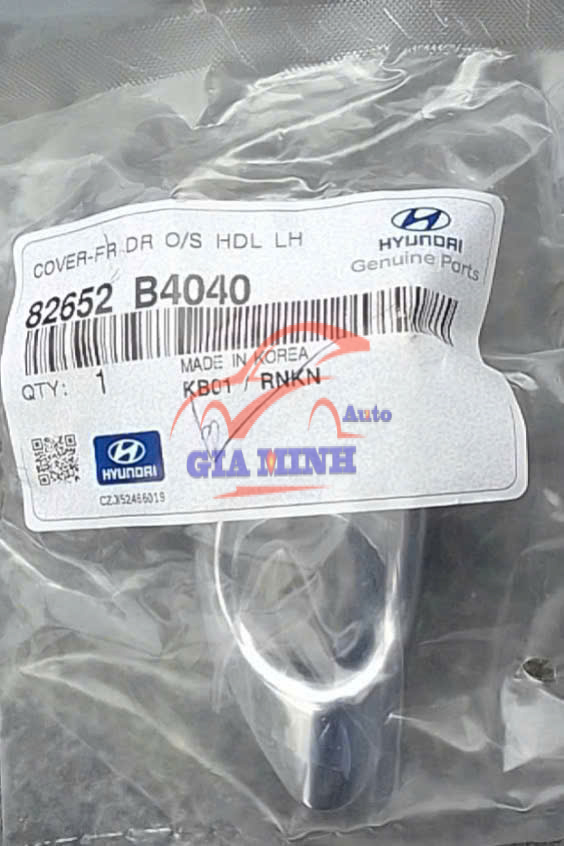 COVER-FR DR O/S HDL LH
HYUNDAI
Genuine Parts
82652 B4040
MADE IN KOREA
QTY: 1
KB01 / RNKN
Auto
GIA MINH
HYUNDAI